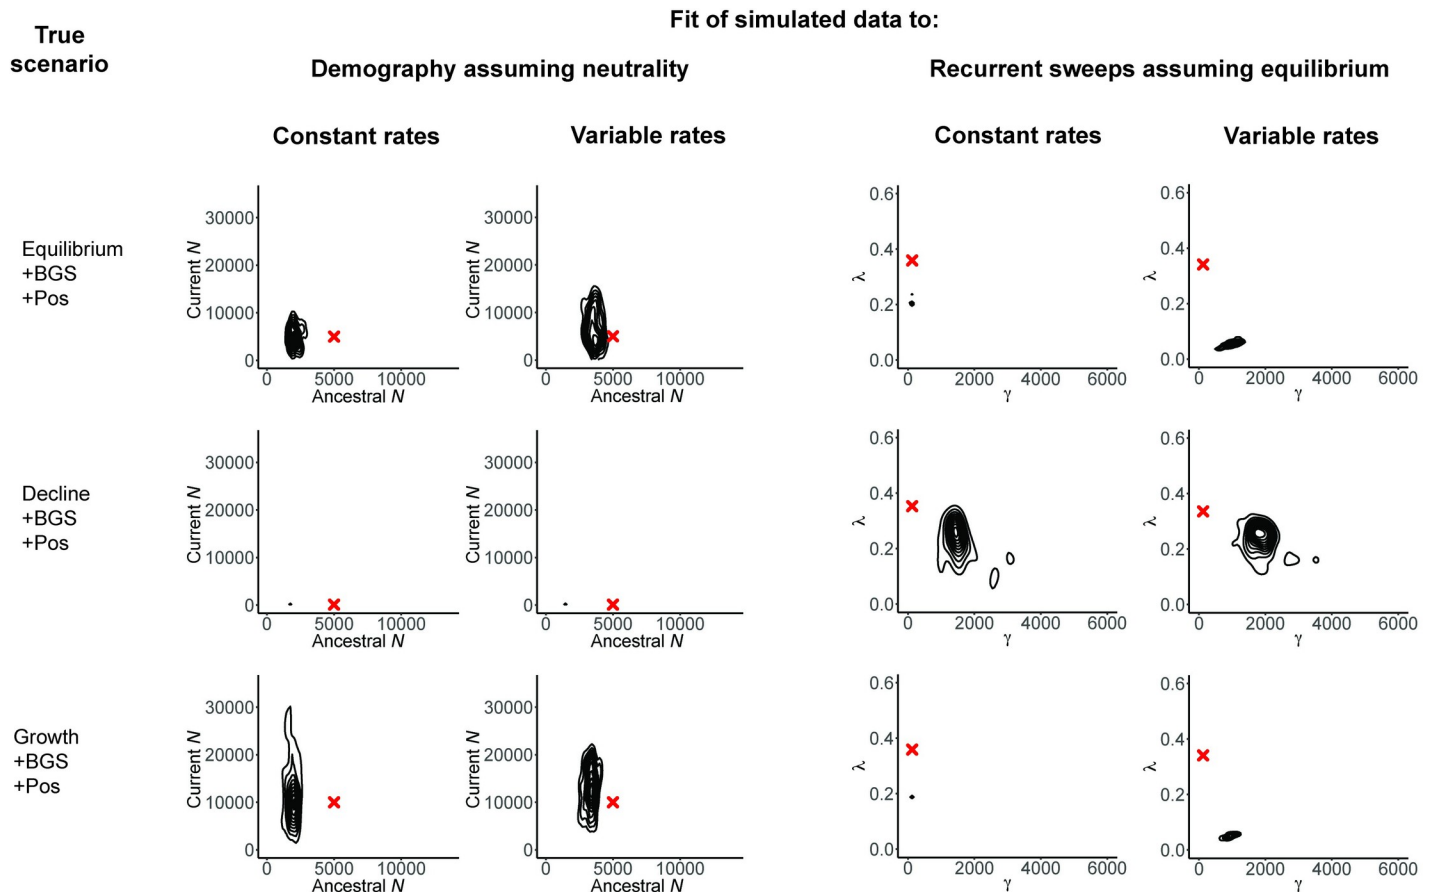 Fit of simulated data to:
True
scenario
Demography assuming neutrality
Recurrent sweeps assuming equilibrium
Constant rates
Variable rates
Constant rates
Variable rates
Equilibrium
+BGS
+Pos
Current N
30000
20000
10000
0
0 5000 10000
Ancestral N
Current N
30000
20000
10000
0
0 5000 10000
Ancestral N
λ
0.6
0.4
0.2
0.0
0 2000 4000 6000
γ
λ
0.6
0.4
0.2
0.0
0 2000 4000 6000
γ
Decline
+BGS
+Pos
Current N
30000
20000
10000
0
0 5000 10000
Ancestral N
Current N
30000
20000
10000
0
0 5000 10000
Ancestral N
λ
0.6
0.4
0.2
0.0
0 2000 4000 6000
γ
λ
0.6
0.4
0.2
0.0
0 2000 4000 6000
γ
Growth
+BGS
+Pos
Current N
30000
20000
10000
0
0 5000 10000
Ancestral N
Current N
30000
20000
10000
0
0 5000 10000
Ancestral N
λ
0.6
0.4
0.2
0.0
0 2000 4000 6000
γ
λ
0.6
0.4
0.2
0.0
0 2000 4000 6000
γ